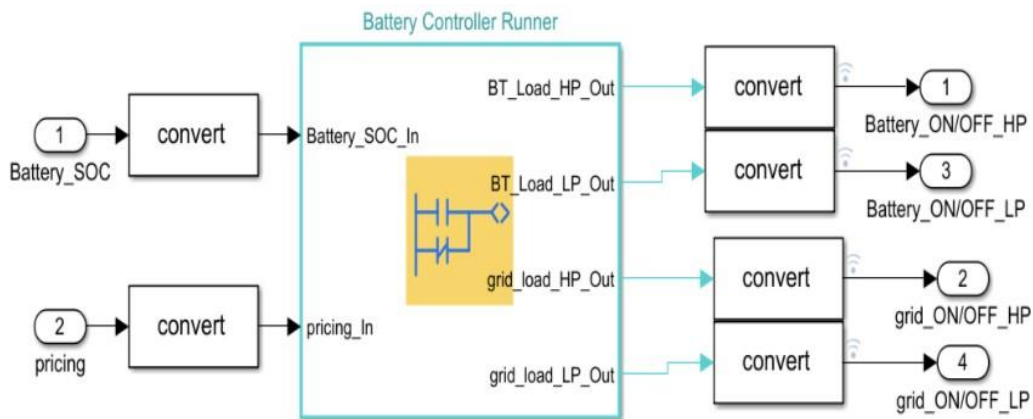 Battery Controller Runner
1
Battery_SOC
convert
Battery_SOC_In
BT_Load_HP_Out
convert
1
Battery_ON/OFF_HP
BT_Load_LP_Out
convert
3
Battery_ON/OFF_LP
2
pricing
convert
pricing_In
grid_load_HP_Out
convert
2
grid_ON/OFF_HP
grid_load_LP_Out
convert
4
grid_ON/OFF_LP